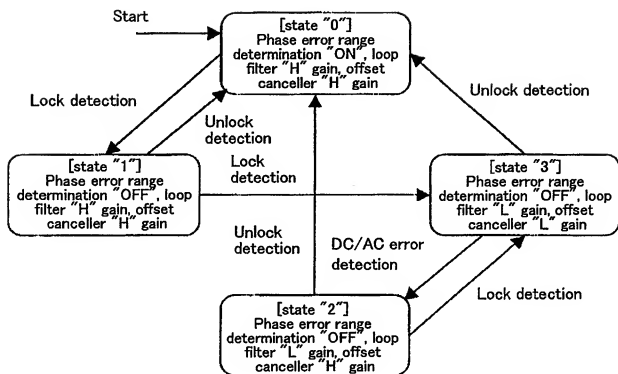 Start
[state "0"]
Phase error range
determination "ON", loop
filter "H" gain, offset
canceller "H" gain
Lock detection
Unlock
detection
Unlock detection
[state "1"]
Phase error range
determination "OFF", loop
filter "H" gain, offset
canceller "H" gain
Lock
detection
[state "3"]
Phase error range
determination "OFF", loop
filter "L" gain, offset
canceller "L" gain
Unlock
detection
DC/AC error
detection
Lock detection
[state "2"]
Phase error range
determination "OFF", loop
filter "L" gain, offset
canceller "H" gain